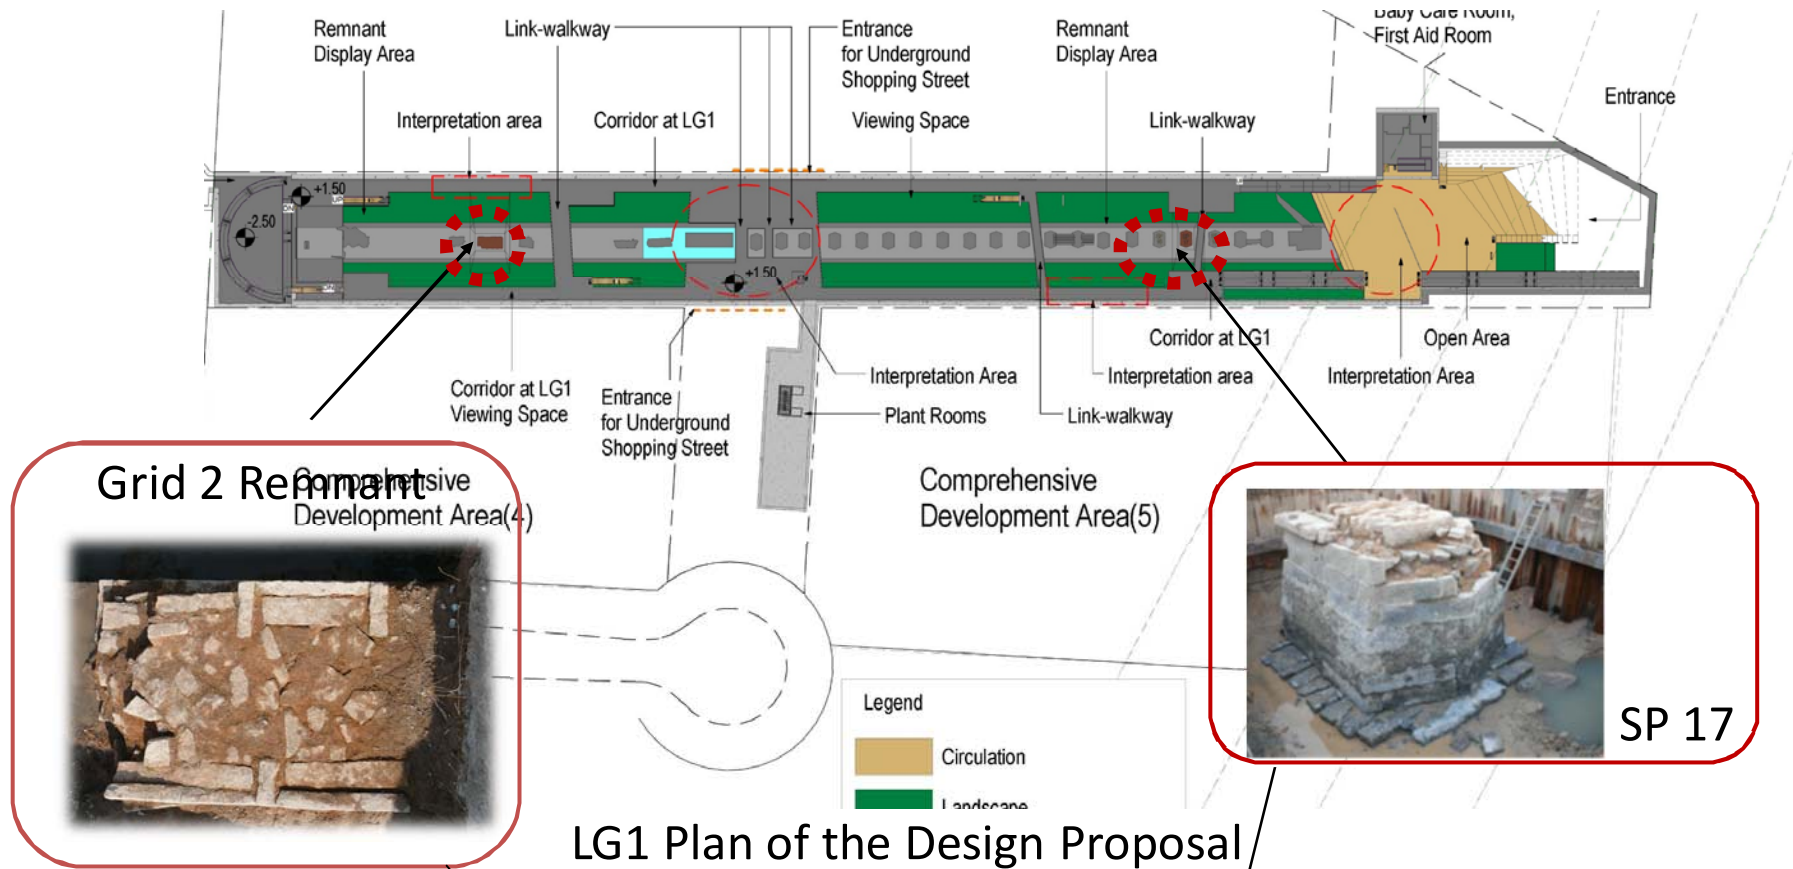 Remnant
Display Area
Link-walkway
Entrance
for Underground
Shopping Street
Remnant
Display Area
Baby Care Room,
First Aid Room
Entrance
Interpretation area
Corridor at LG1
Viewing Space
Link-walkway
+1.50
-2.50
+1.50
UP
DN
DN
Corridor at LG1
Viewing Space
Entrance
for Underground
Shopping Street
Interpretation Area
Plant Rooms
Corridor at LG1
Interpretation area
Link-walkway
Open Area
Interpretation Area
Grid 2 Remnant
Comprehensive
Development Area(4)
Comprehensive
Development Area(5)
SP 17
Legend
Circulation
Landscape
LG1 Plan of the Design Proposal